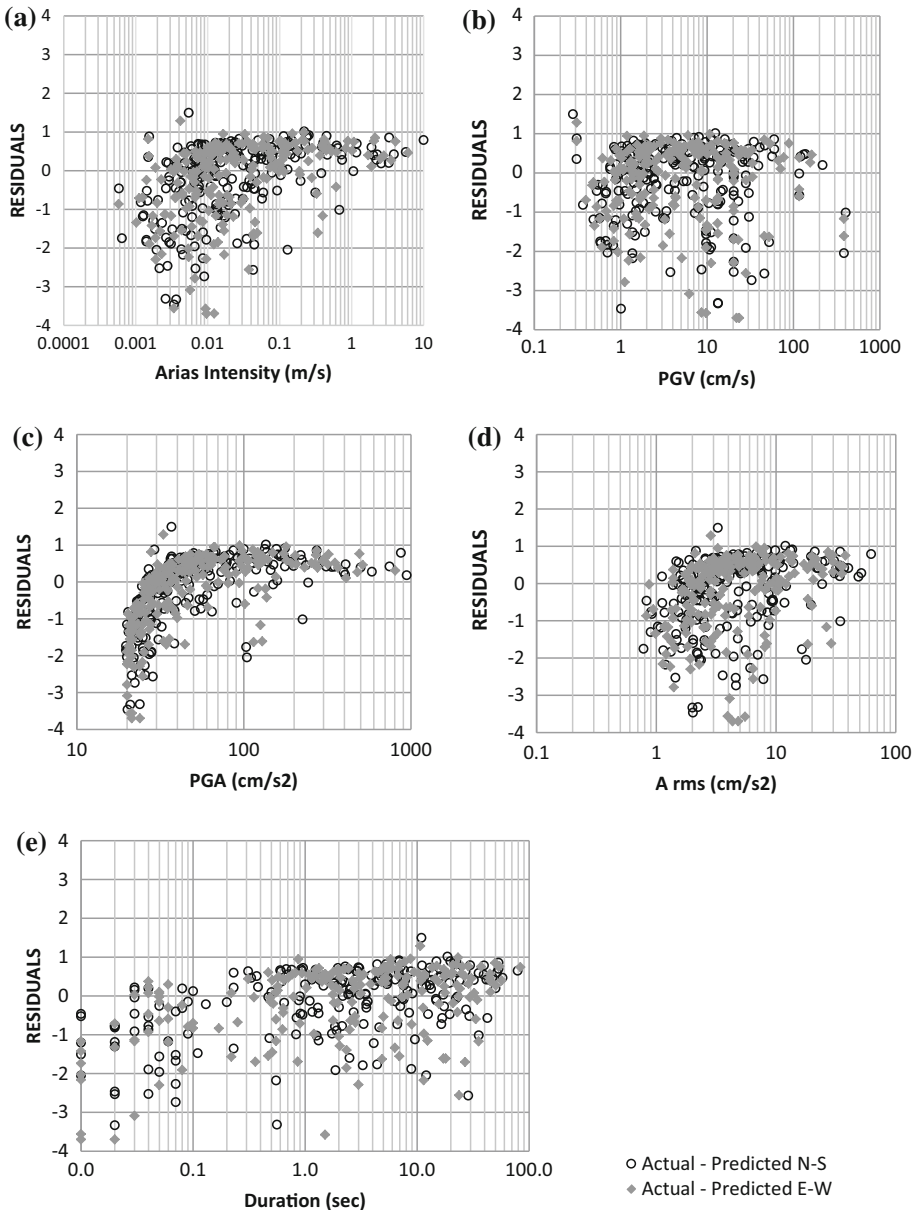 (a)
4
3
2
1
0
-1
-2
-3
-4
RESIDUALS
0.0001 0.001 0.01 0.1 1 10
Arias Intensity (m/s)
(b)
4
3
2
1
0
-1
-2
-3
-4
RESIDUALS
0.1 1 10 100 1000
PGV (cm/s)
(c)
4
3
2
1
0
-1
-2
-3
-4
RESIDUALS
10 100 1000
PGA (cm/s2)
(d)
4
3
2
1
0
-1
-2
-3
-4
RESIDUALS
0.1 1 10 100
A rms (cm/s2)
(e)
4
3
2
1
0
-1
-2
-3
-4
RESIDUALS
0.0 0.1 1.0 10.0 100.0
Duration (sec)
Actual - Predicted N-S
Actual - Predicted E-W